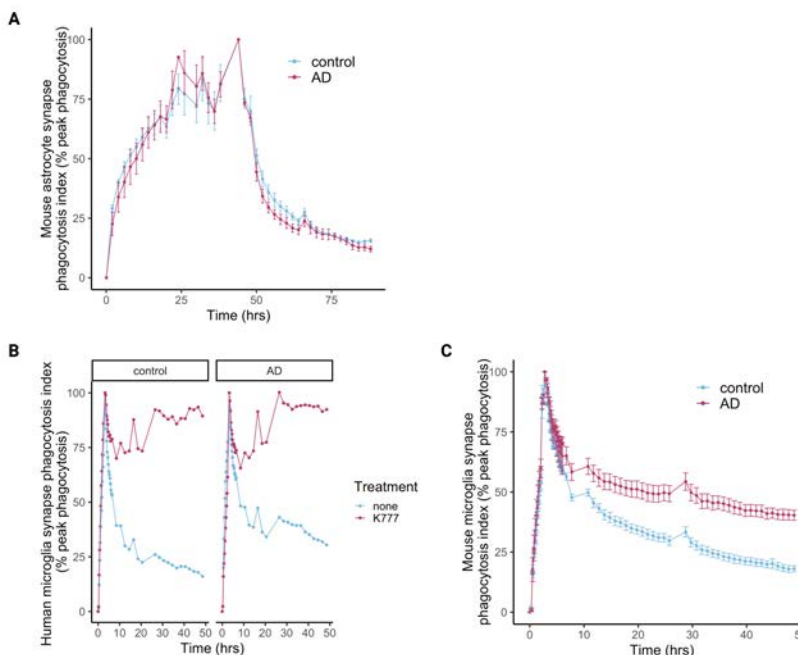 A
Mouse astrocyte synapse
phagocytosis index (% peak phagocytosis)
100
75
50
25
0
0 25 50 75
Time (hrs)
control
AD
B
control AD
Human microglia synapse phagocytosis index
(% peak phagocytosis)
100
75
50
25
0
0 10 20 30 40 50 0 10 20 30 40 50
Time (hrs)
Treatment
none
K777
C
Mouse microglia synapse
phagocytosis index (% peak phagocytosis)
100
75
50
25
0
0 10 20 30 40
Time (hrs)
control
AD